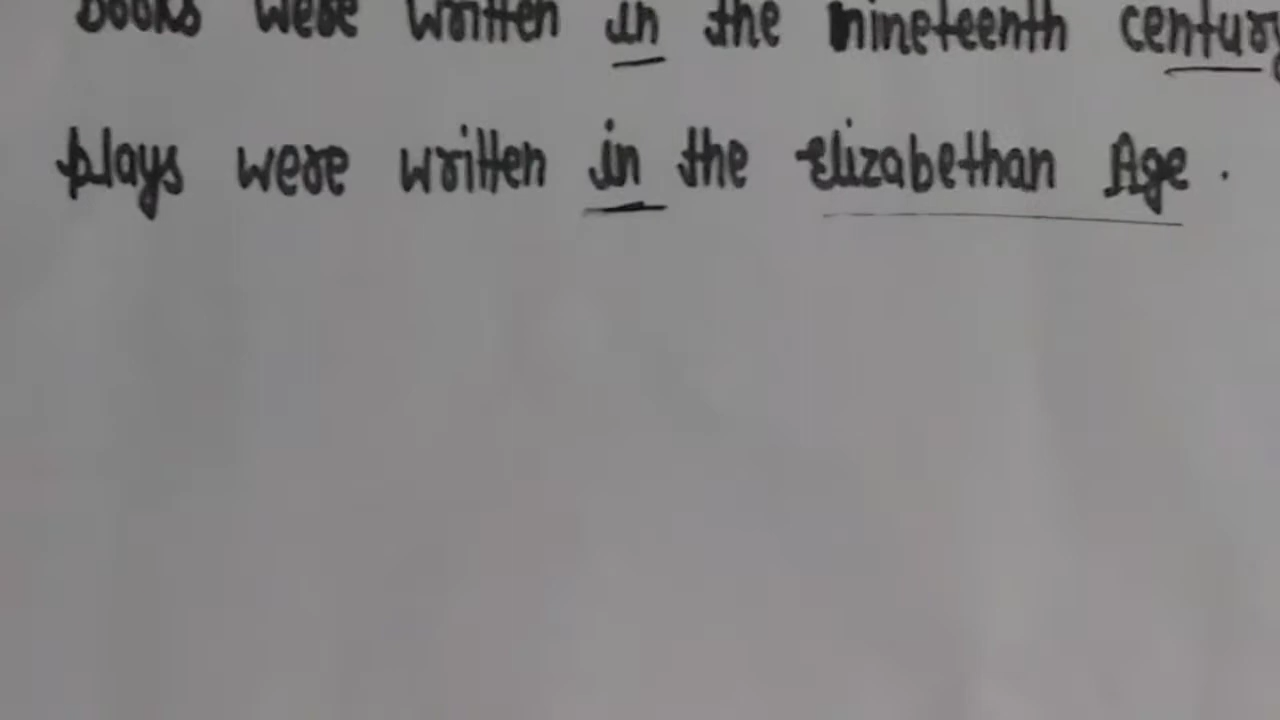 books were written in the nineteenth century
plays were written in the Elizabethan Age.